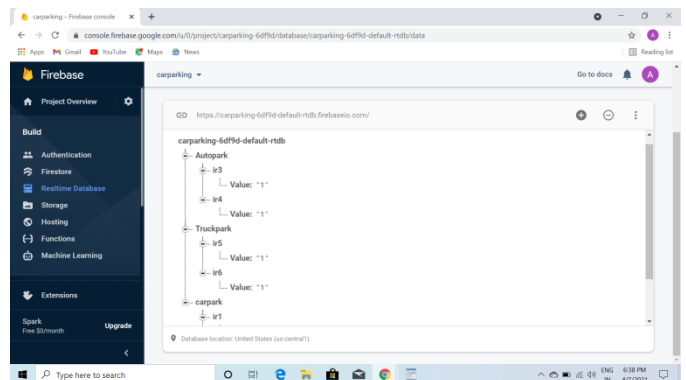 carparking – Firebase console
console.firebase.google.com/u/0/project/carparking-6df9d/database/carparking-6df9d-default-rtdb/data
A
Apps Gmail YouTube Maps News Reading list
Firebase
carparking
Go to docs
A
Project Overview
https://carparking-6df9d-default-rtdb.firebaseio.com/
Build
Authentication
Firestore
Realtime Database
Storage
Hosting
Functions
Machine Learning
Extensions
Spark
Free $0/month
Upgrade
carparking-6df9d-default-rtdb
Autopark
ir3
Value: "1"
ir4
Value: "1"
Truckpark
ir5
Value: "1"
ir6
Value: "1"
carpark
ir1
Database location: United States (us-central1)
Type here to search
ENG
IN
6:38 PM
4/7/2021